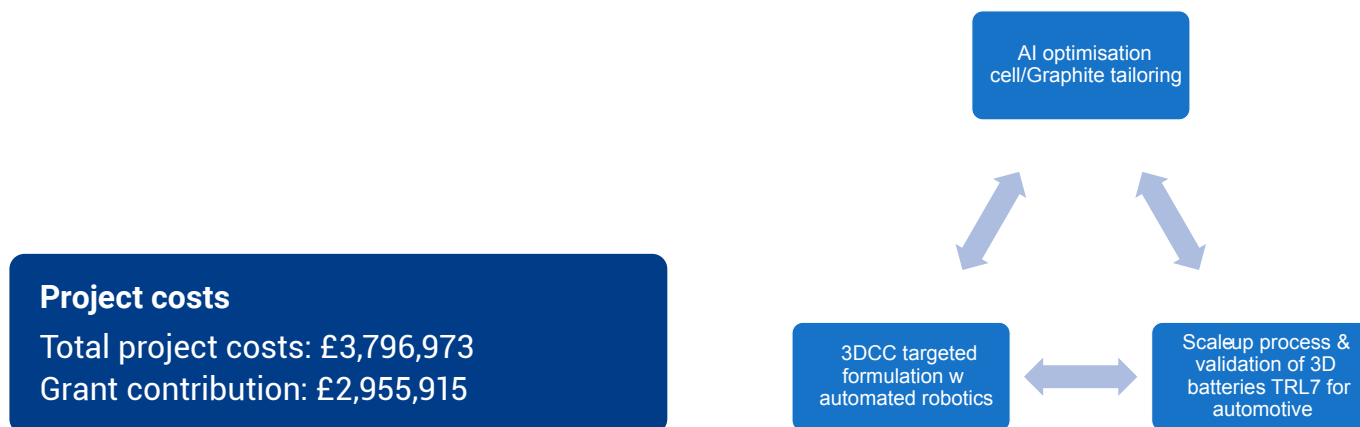 AI optimisation
cell/Graphite tailoring
Project costs
Total project costs: £3,796,973
Grant contribution: £2,955,915
3DCC targeted
formulation w
automated robotics
Scaleup process &
validation of 3D
batteries TRL7 for
automotive